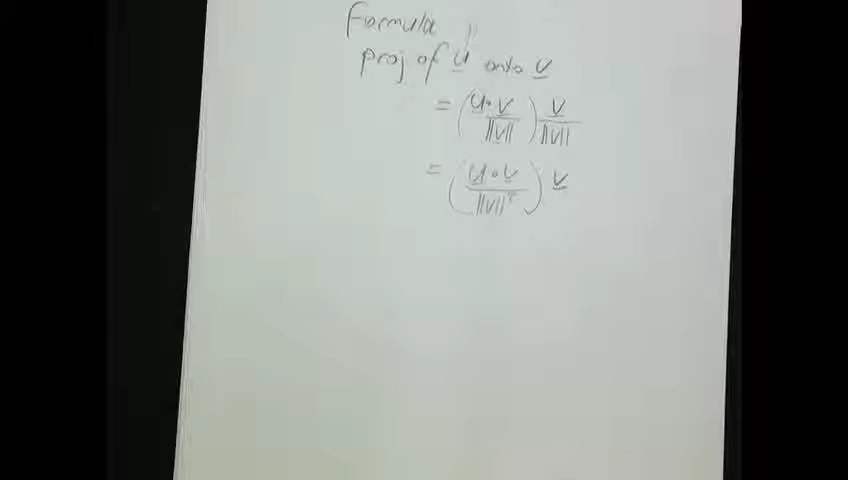 Formula
proj of u onto v
= (u·v / ||v||) v / ||v||
= (u·v / ||v||²) v